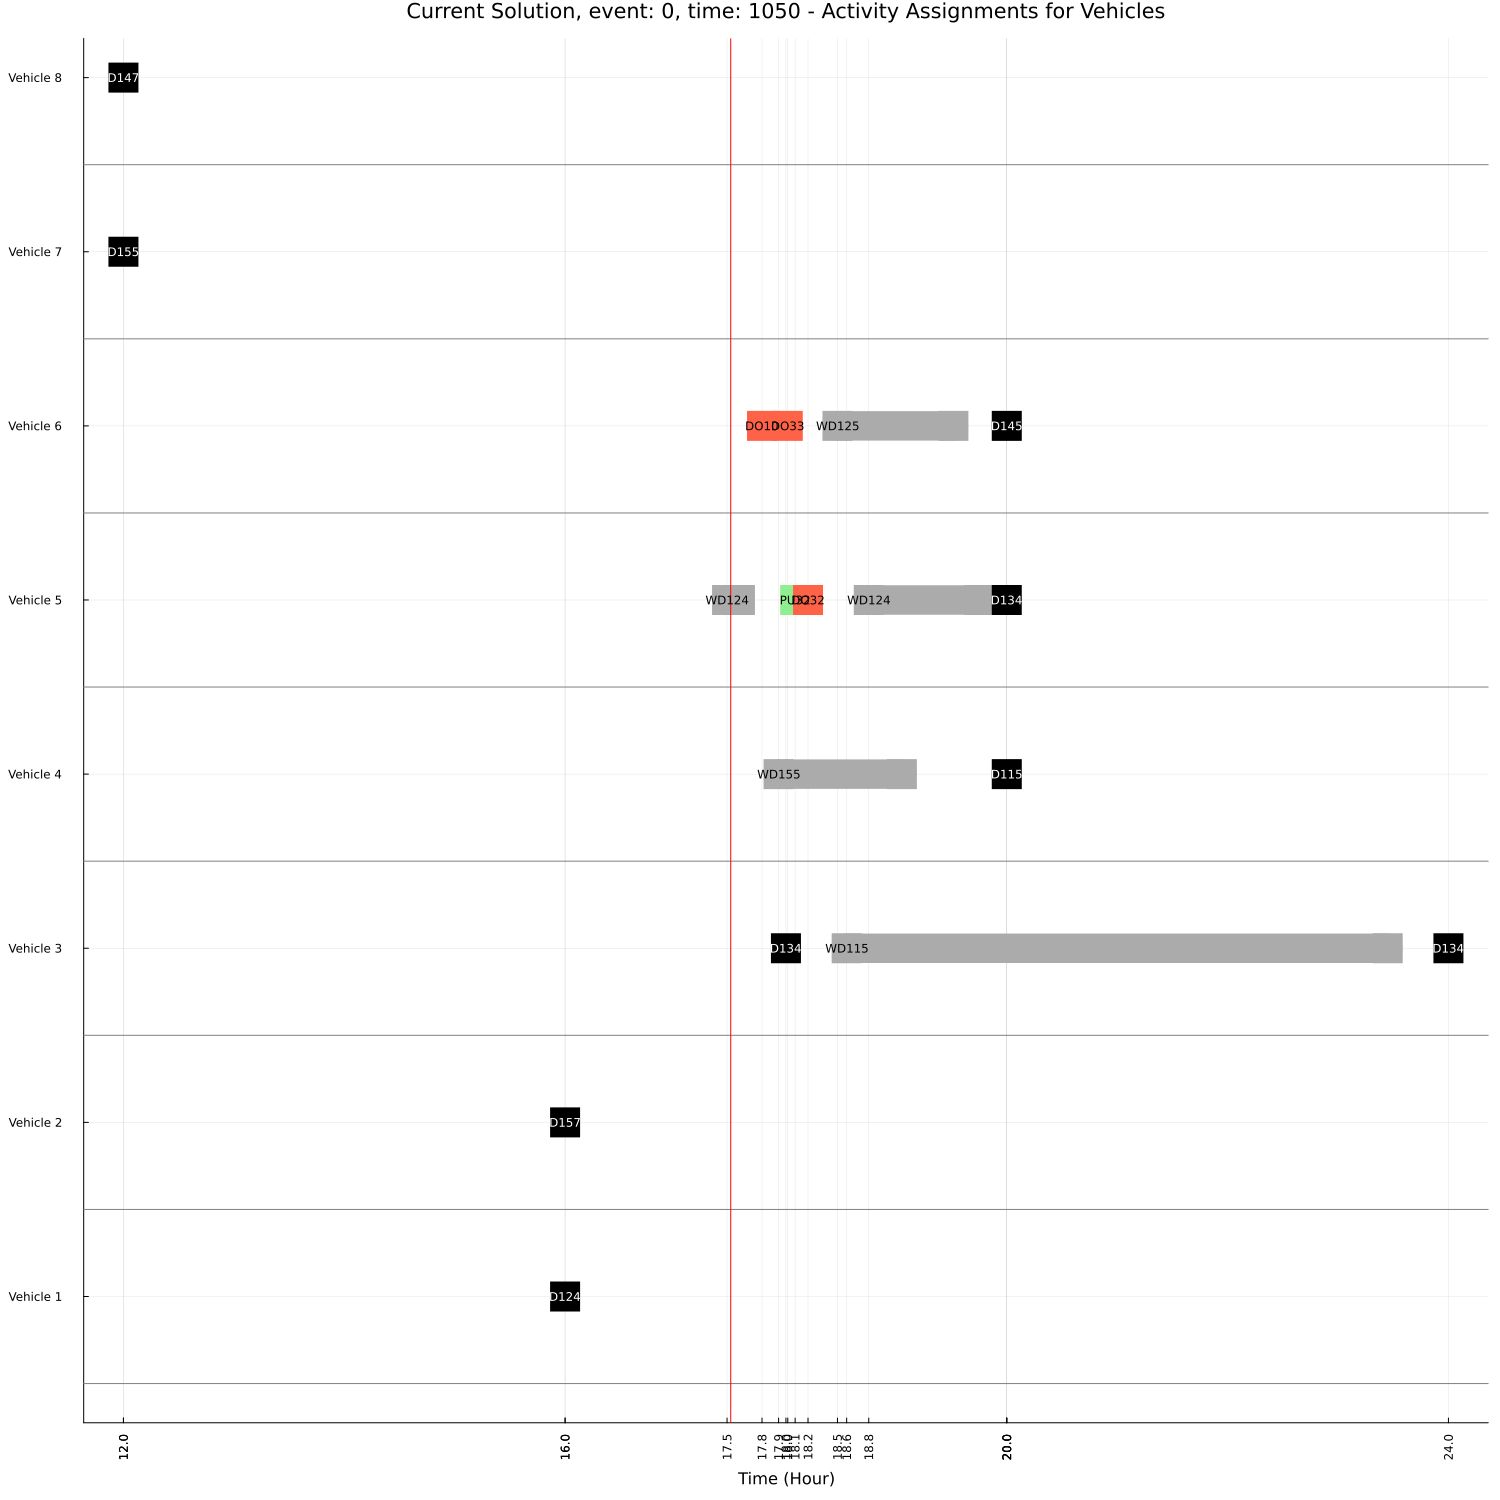 Current Solution, event: 0, time: 1050 - Activity Assignments for Vehicles
Vehicle 8
D147
Vehicle 7
D155
Vehicle 6
DO33
WD125
D145
Vehicle 5
WD124
DO32
WD124
D134
Vehicle 4
WD155
D115
Vehicle 3
D134
WD115
D134
Vehicle 2
D157
Vehicle 1
D124
12.0
16.0
17.5
17.8
17.9
18.0
18.1
18.2
18.5
18.6
18.8
20.0
24.0
Time (Hour)